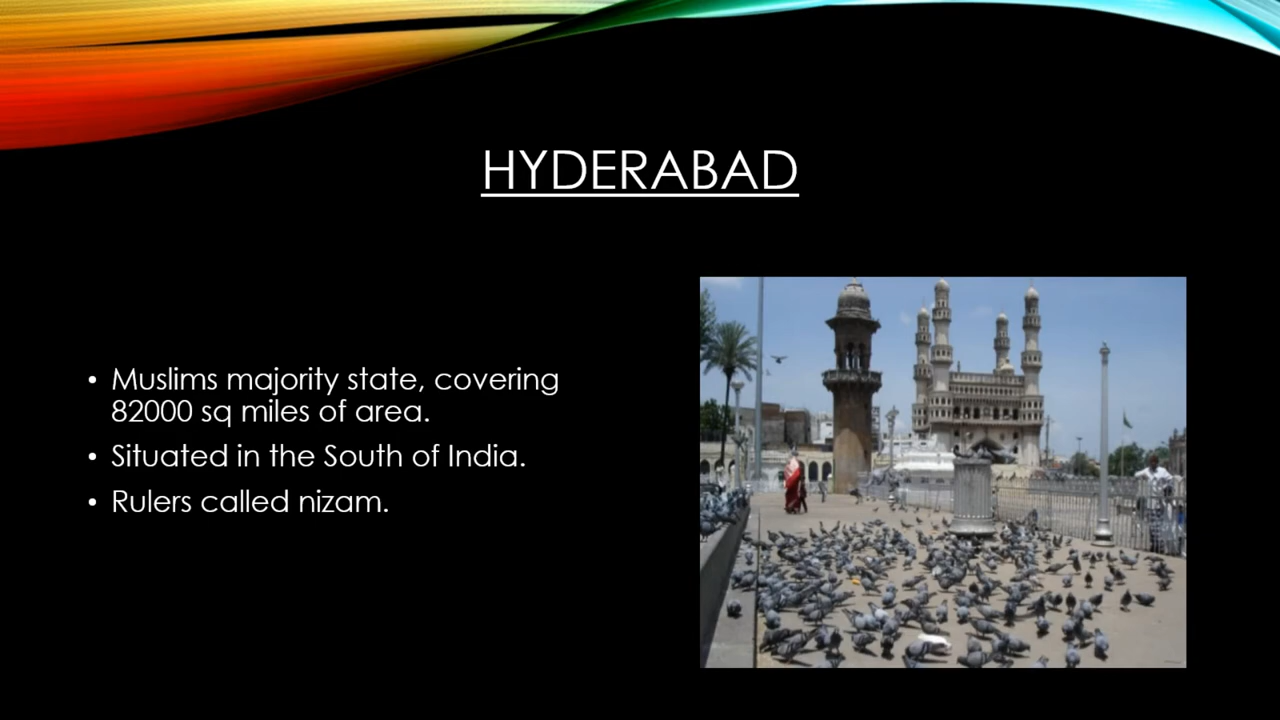 HYDERABAD
• Muslims majority state, covering
82000 sq miles of area.
• Situated in the South of India.
• Rulers called nizam.